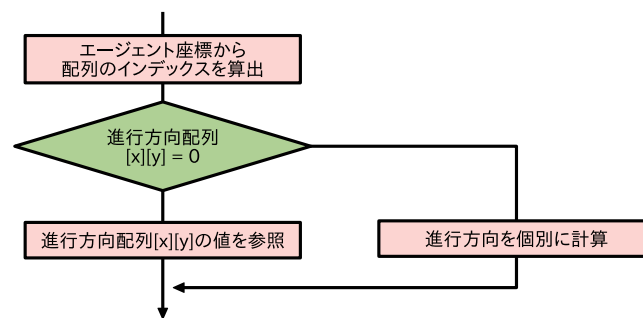 エージェント座標から
配列のインデックスを算出
進行方向配列
[x][y] = 0
進行方向配列[x][y]の値を参照
進行方向を個別に計算